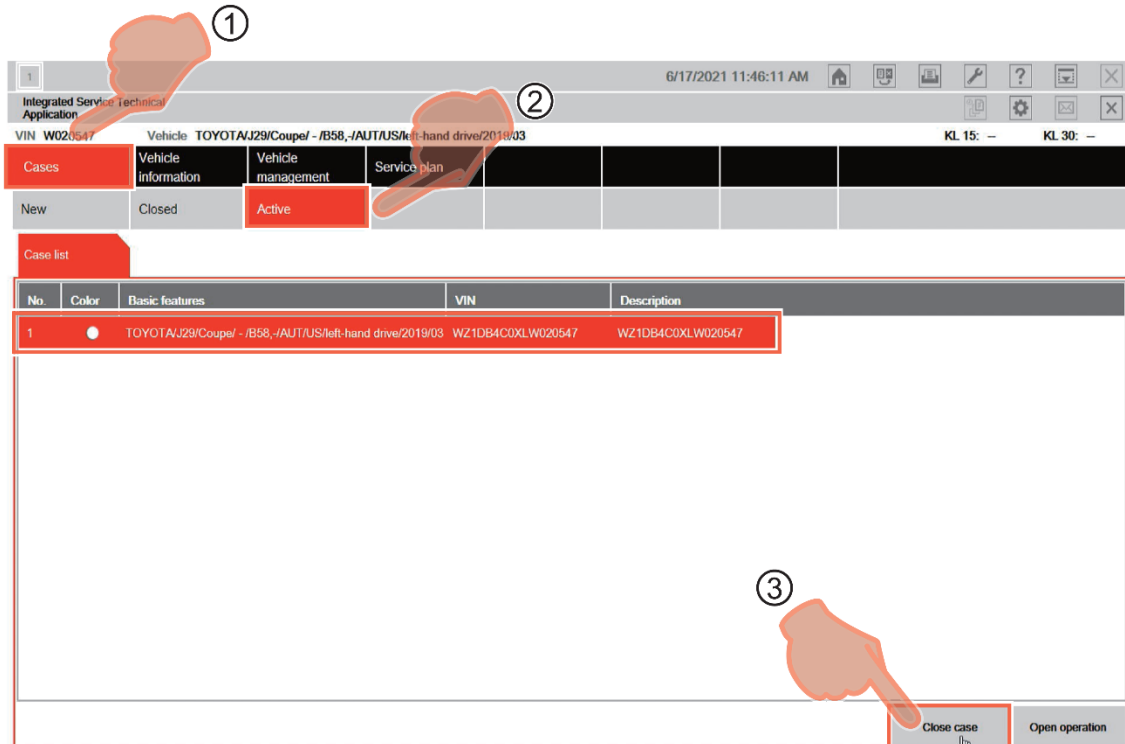 ①
1
6/17/2021 11:46:11 AM
?
Integrated Service Technical
Application
②
VIN W020547 Vehicle TOYOTA/J29/Coupe/ - /B58,-/AUT/US/left-hand drive/2019/03 KL 15: – KL 30: –
Cases Vehicle information Vehicle management Service plan
New Closed Active
Case list
No. Color Basic features VIN Description
1 TOYOTA/J29/Coupe/ - /B58,-/AUT/US/left-hand drive/2019/03 WZ1DB4C0XLW020547 WZ1DB4C0XLW020547
③
Close case Open operation